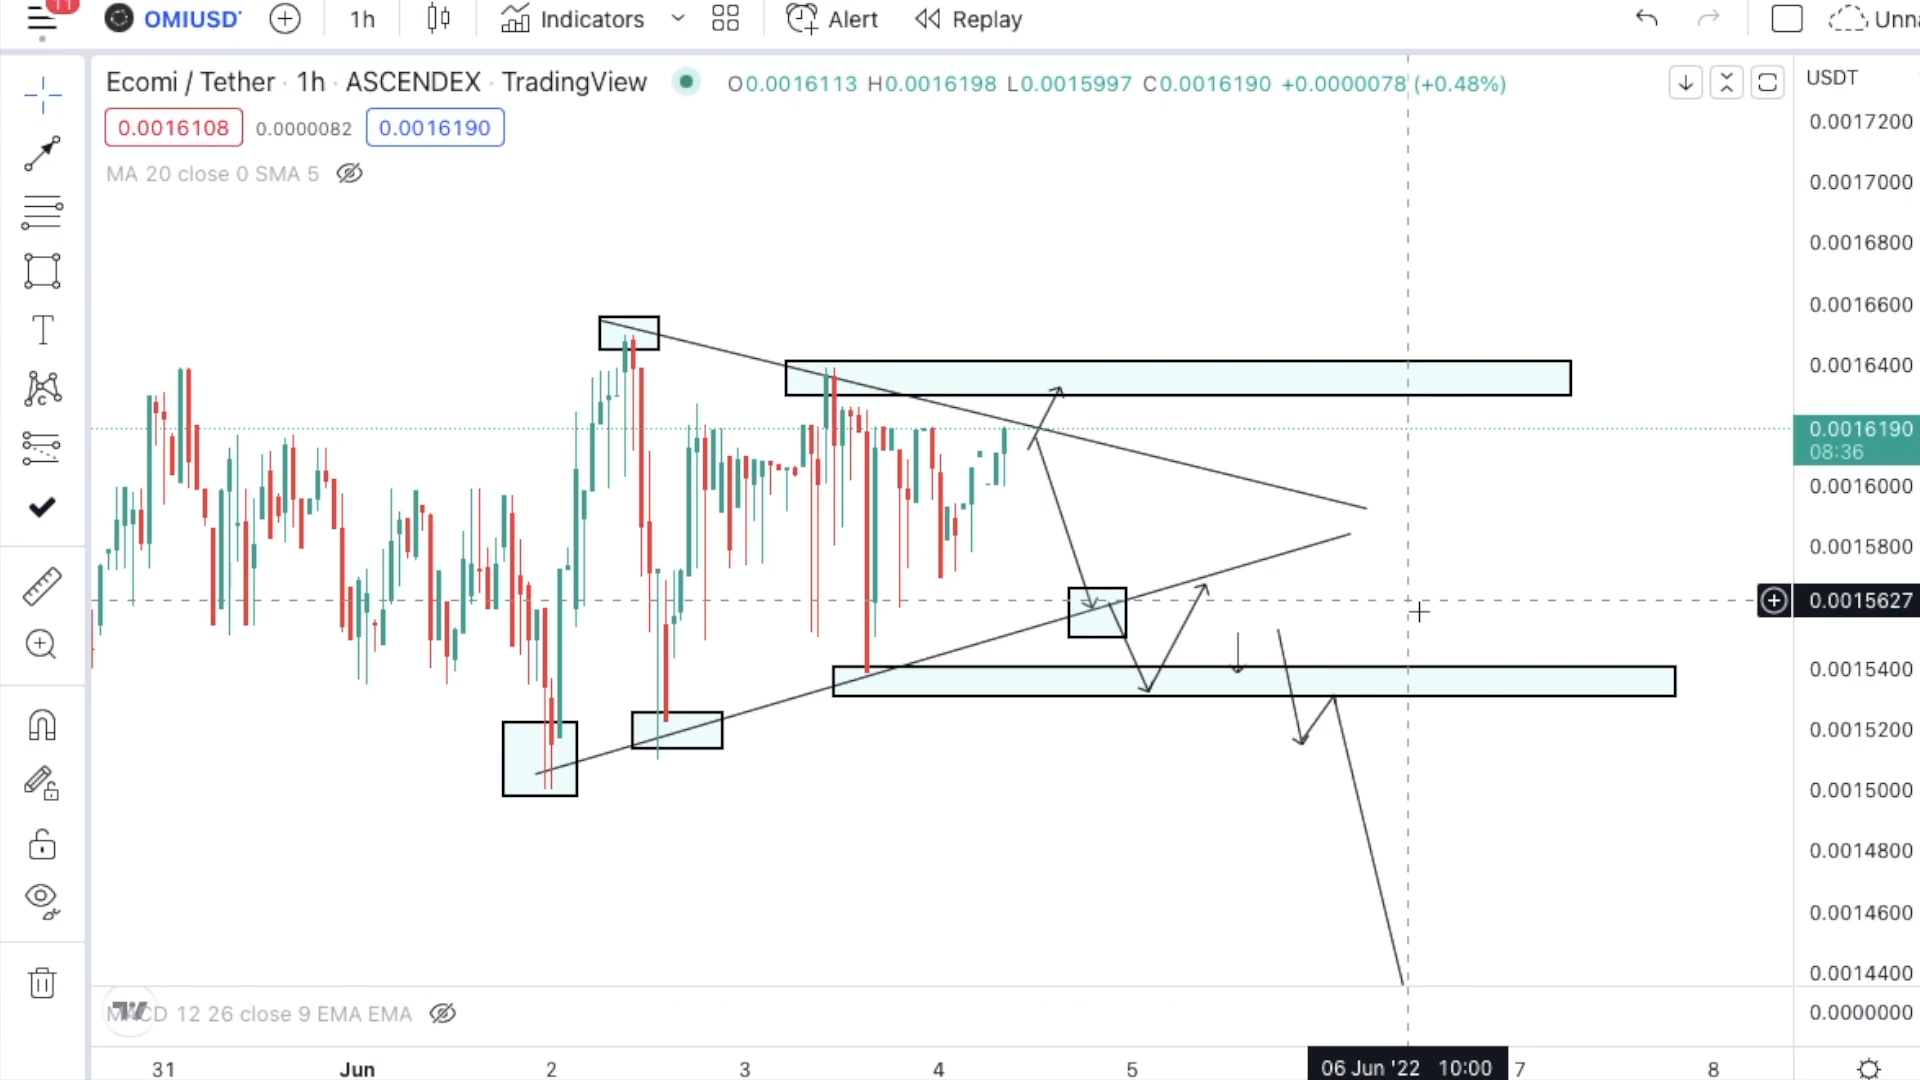 11
OMIUSD
1h
Indicators
Alert
Replay
Unna
Ecomi / Tether · 1h · ASCENDEX · TradingView
O0.0016113 H0.0016198 L0.0015997 C0.0016190 +0.0000078 (+0.48%)
USDT
0.0016108 0.0000082 0.0016190
MA 20 close 0 SMA 5
0.0017200
0.0017000
0.0016800
0.0016600
0.0016400
0.0016190
08:36
0.0016000
0.0015800
0.0015627
0.0015400
0.0015200
0.0015000
0.0014800
0.0014600
0.0014400
MACD 12 26 close 9 EMA EMA
0.0000000
31 Jun 2 3 4 5 06 Jun '22 10:00 7 8